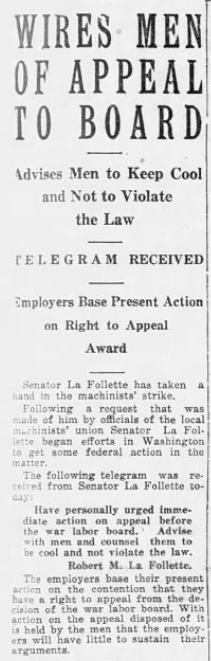 WIRES MEN
OF APPEAL
TO BOARD
Advises Men to Keep Cool
and Not to Violate
the Law
TELEGRAM RECEIVED
Employers Base Present Action
on Right to Appeal
Award
Senator La Follette has taken a
hand in the machinists' strike.
Following a request that was
made of him by officials of the local
machinists' union Senator La Fol-
lette began efforts in Washington
to get some federal action in the
matter.
The following telegram was re-
ceived from Senator La Follette to-
day:
Have personally urged imme-
diate action on appeal before
the war labor board. Advise
with men and counsel them to
be cool and not violate the law.
Robert M. La Follette.
The employers base their present
action on the contention that they
have a right to appeal from the de-
cision of the war labor board. With
action on the appeal disposed of it
is held by the men that the employ-
ers will have little to sustain their
arguments.